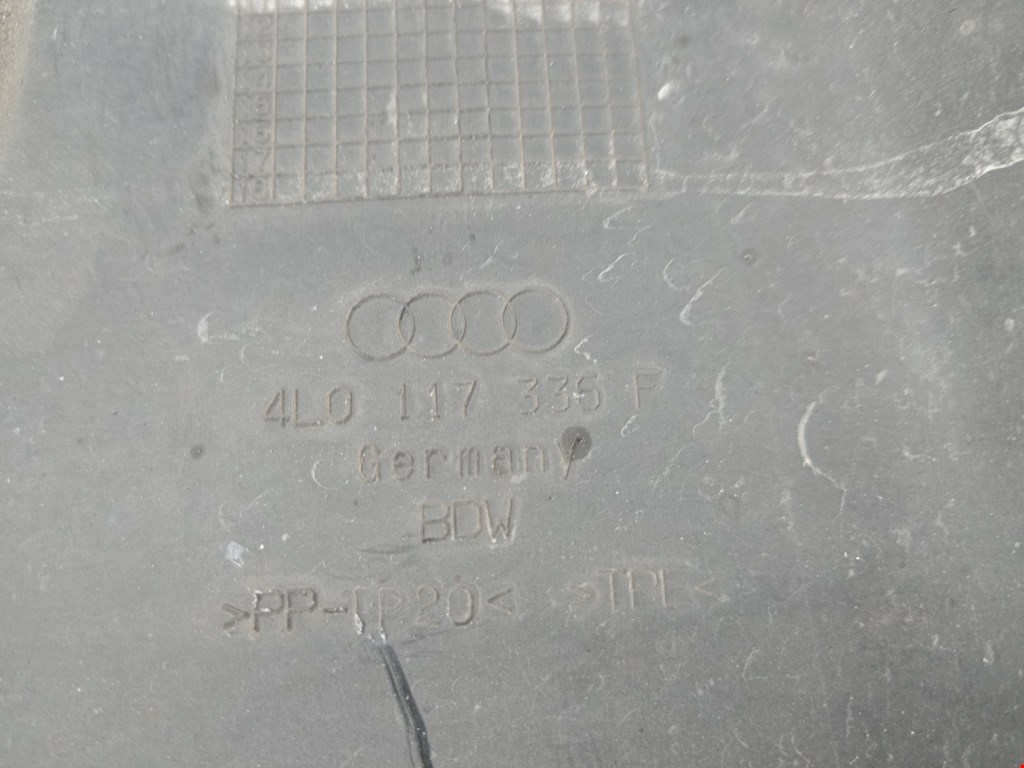 4L0 117 335 F
Germany
BDW
>PP-TP20< >TPE<